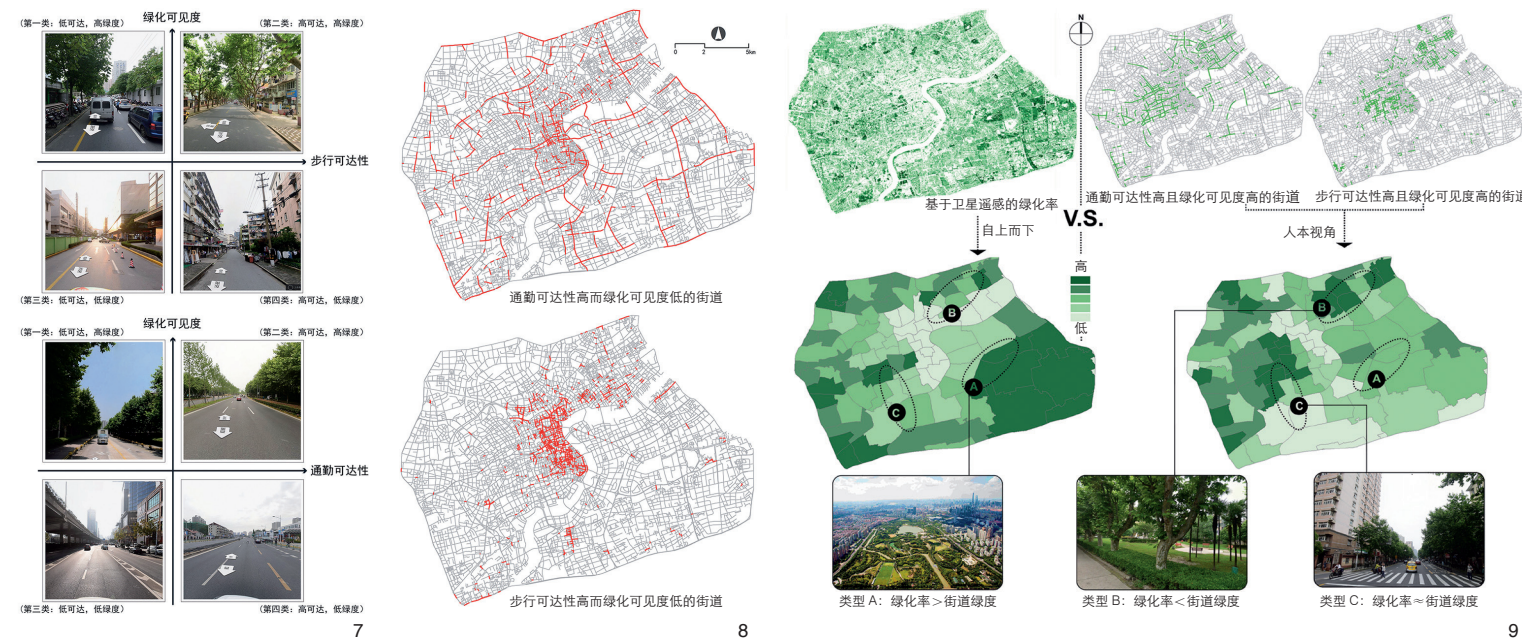 绿化可见度
（第一类：低可达，高绿度）
（第二类：高可达，高绿度）
步行可达性
（第三类：低可达，低绿度）
（第四类：高可达，低绿度）
绿化可见度
（第一类：低可达，高绿度）
（第二类：高可达，高绿度）
通勤可达性
（第三类：低可达，低绿度）
（第四类：高可达，低绿度）
7
0 2 5km
通勤可达性高而绿化可见度低的街道
步行可达性高而绿化可见度低的街道
8
N
基于卫星遥感的绿化率
通勤可达性高且绿化可见度高的街道
步行可达性高且绿化可见度高的街道
V.S.
自上而下
人本视角
高
低
B
A
C
B
A
C
类型 A：绿化率＞街道绿度
类型 B：绿化率＜街道绿度
类型 C：绿化率≈街道绿度
9